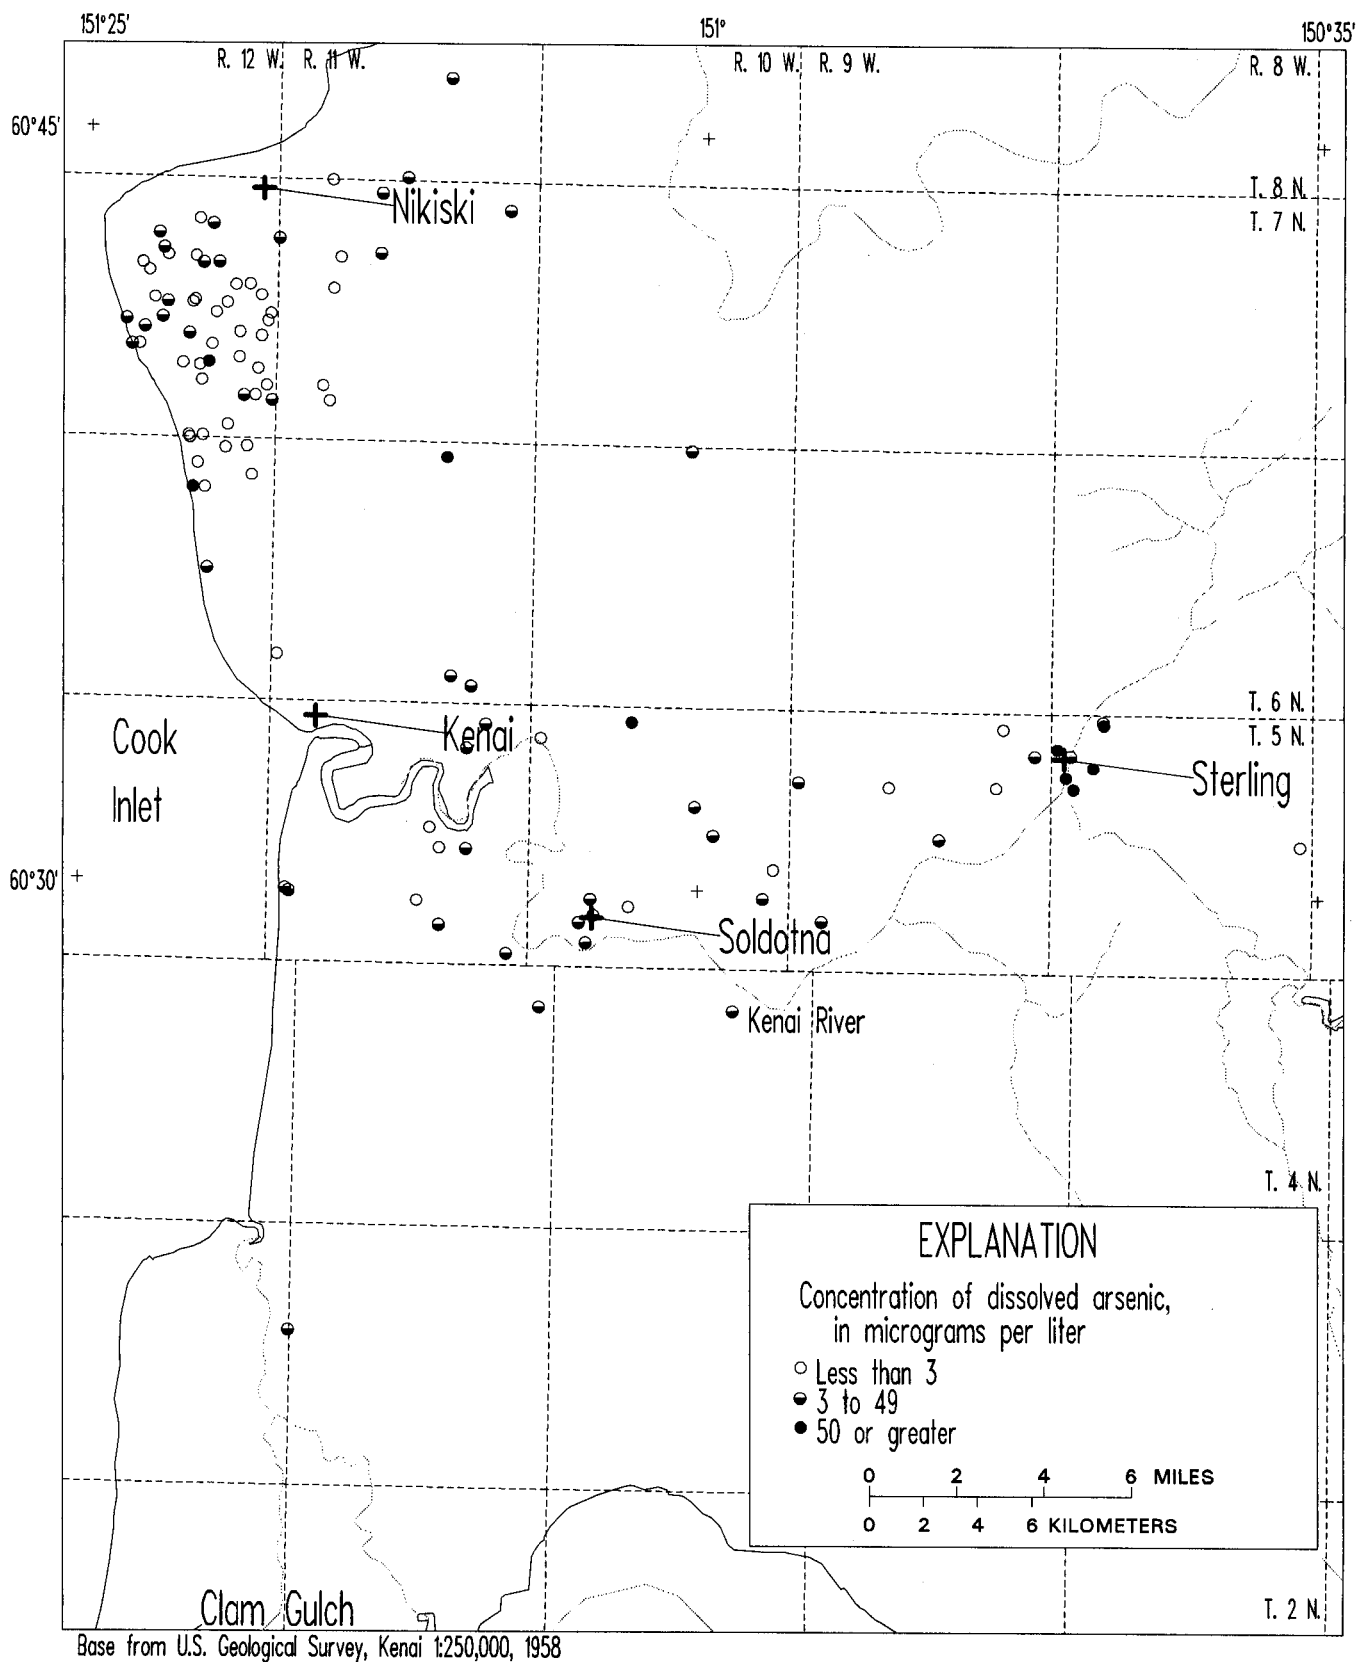 151°25'
151°
150°35'
R. 12 W.
R. 11 W.
R. 10 W.
R. 9 W.
R. 8 W.
60°45'
T. 8 N.
Nikiski
T. 7 N.
T. 6 N.
Cook
Inlet
Kenai
T. 5 N.
Sterling
60°30'
Soldotna
Kenai River
T. 4 N.
EXPLANATION
Concentration of dissolved arsenic,
in micrograms per liter
Less than 3
3 to 49
50 or greater
0 2 4 6 MILES
0 2 4 6 KILOMETERS
Clam Gulch
T. 2 N.
Base from U.S. Geological Survey, Kenai 1:250,000, 1958